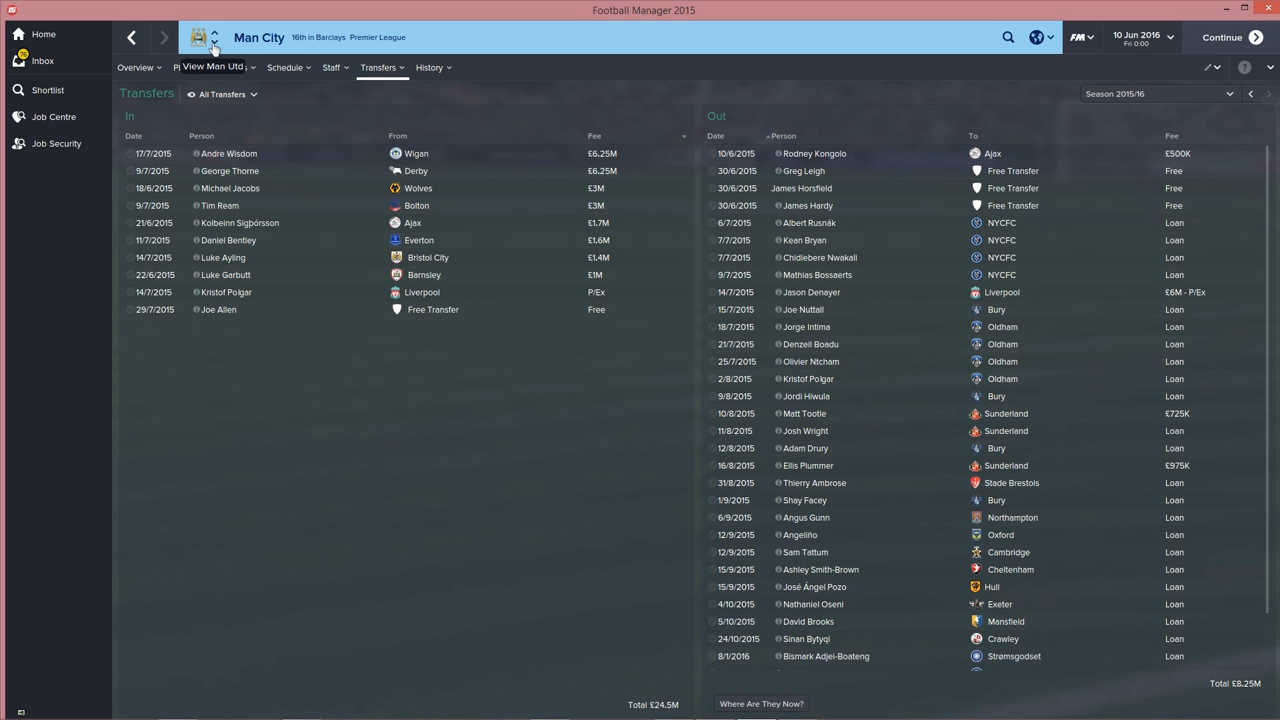 Football Manager 2015
Home
Inbox
76
Shortlist
Job Centre
Job Security
Man City 16th in Barclays Premier League
FM
10 Jun 2016
Fri 0:00
Continue
View Man Utd
Overview Schedule Staff Transfers History
Transfers All Transfers
Season 2015/16
In
Date Person From Fee
17/7/2015 Andre Wisdom Wigan £6.25M
9/7/2015 George Thorne Derby £6.25M
18/6/2015 Michael Jacobs Wolves £3M
9/7/2015 Tim Ream Bolton £3M
21/6/2015 Kolbeinn Sigþórsson Ajax £1.7M
11/7/2015 Daniel Bentley Everton £1.6M
14/7/2015 Luke Ayling Bristol City £1.4M
22/6/2015 Luke Garbutt Barnsley £1M
14/7/2015 Kristof Polgar Liverpool P/Ex
29/7/2015 Joe Allen Free Transfer Free
Total £24.5M
Out
Date Person To Fee
10/6/2015 Rodney Kongolo Ajax £500K
30/6/2015 Greg Leigh Free Transfer Free
30/6/2015 James Horsfield Free Transfer Free
30/6/2015 James Hardy Free Transfer Free
6/7/2015 Albert Rusnák NYCFC Loan
7/7/2015 Kean Bryan NYCFC Loan
7/7/2015 Chidiebere Nwakali NYCFC Loan
9/7/2015 Mathias Bossaerts NYCFC Loan
14/7/2015 Jason Denayer Liverpool £6M - P/Ex
15/7/2015 Joe Nuttall Bury Loan
18/7/2015 Jorge Intima Oldham Loan
21/7/2015 Denzeil Boadu Oldham Loan
25/7/2015 Olivier Ntcham Oldham Loan
2/8/2015 Kristof Polgar Oldham Loan
9/8/2015 Jordi Hiwula Bury Loan
10/8/2015 Matt Tootle Sunderland £725K
11/8/2015 Josh Wright Sunderland Loan
12/8/2015 Adam Drury Bury Loan
16/8/2015 Ellis Plummer Sunderland £975K
31/8/2015 Thierry Ambrose Stade Brestois Loan
1/9/2015 Shay Facey Bury Loan
6/9/2015 Angus Gunn Northampton Loan
12/9/2015 Angeliño Oxford Loan
12/9/2015 Sam Tattum Cambridge Loan
15/9/2015 Ashley Smith-Brown Cheltenham Loan
15/9/2015 José Ángel Pozo Hull Loan
4/10/2015 Nathaniel Oseni Exeter Loan
5/10/2015 David Brooks Mansfield Loan
24/10/2015 Sinan Bytyqi Crawley Loan
8/1/2016 Bismark Adjei-Boateng Strømsgodset Loan
Total £8.25M
Where Are They Now?